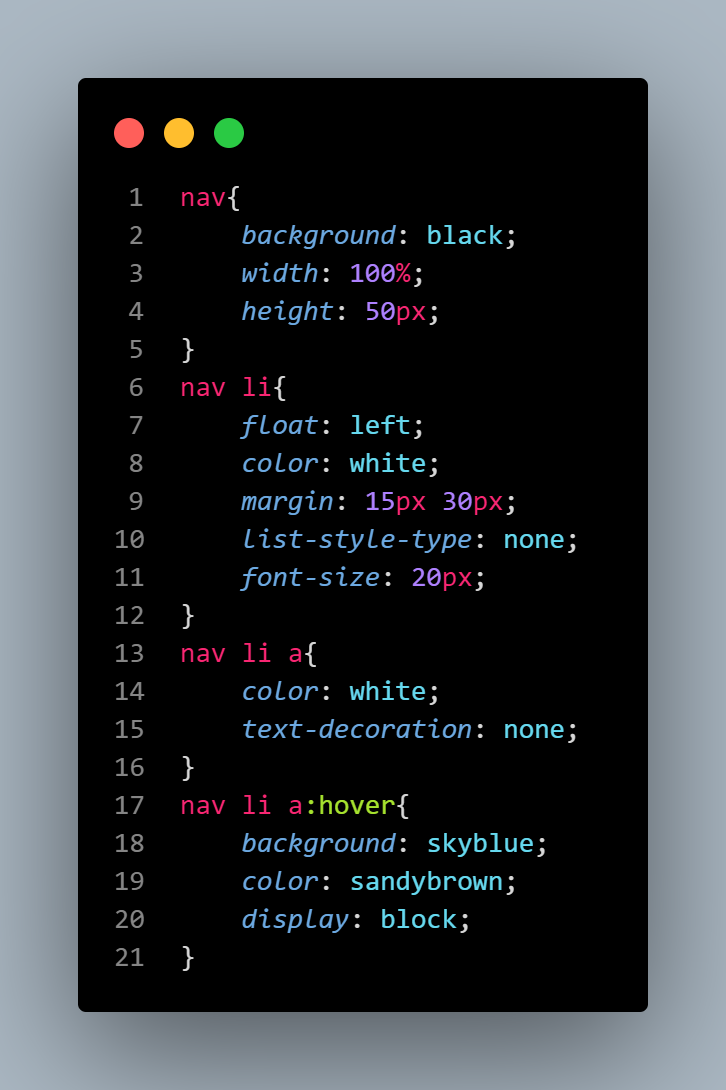 1 nav{
2     background: black;
3     width: 100%;
4     height: 50px;
5 }
6 nav li{
7     float: left;
8     color: white;
9     margin: 15px 30px;
10     list-style-type: none;
11     font-size: 20px;
12 }
13 nav li a{
14     color: white;
15     text-decoration: none;
16 }
17 nav li a:hover{
18     background: skyblue;
19     color: sandybrown;
20     display: block;
21 }